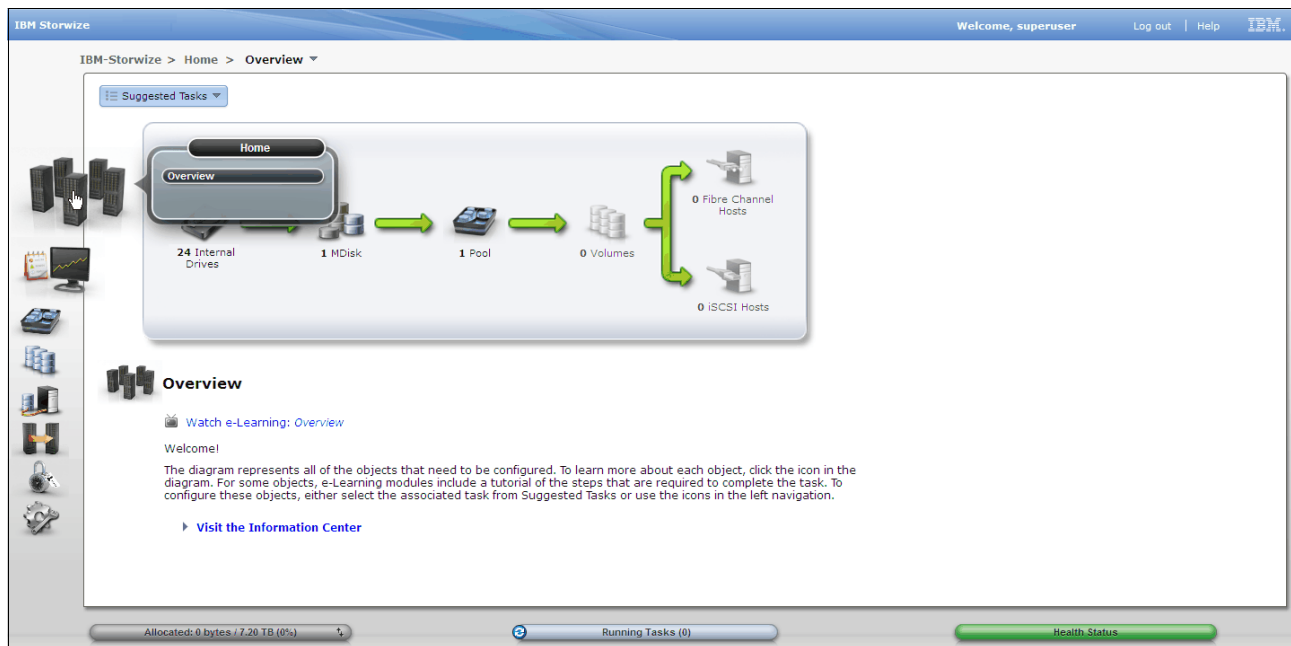 IBM Storwize
Welcome, superuser
Log out | Help
IBM.
IBM-Storwize > Home > Overview
Suggested Tasks
Home
Overview
24 Internal
Drives
1 MDisk
1 Pool
0 Volumes
0 Fibre Channel
Hosts
0 iSCSI Hosts
Overview
Watch e-Learning: Overview
Welcome!
The diagram represents all of the objects that need to be configured. To learn more about each object, click the icon in the
diagram. For some objects, e-Learning modules include a tutorial of the steps that are required to complete the task. To
configure these objects, either select the associated task from Suggested Tasks or use the icons in the left navigation.
Visit the Information Center
Allocated: 0 bytes / 7.20 TB (0%)
Running Tasks (0)
Health Status